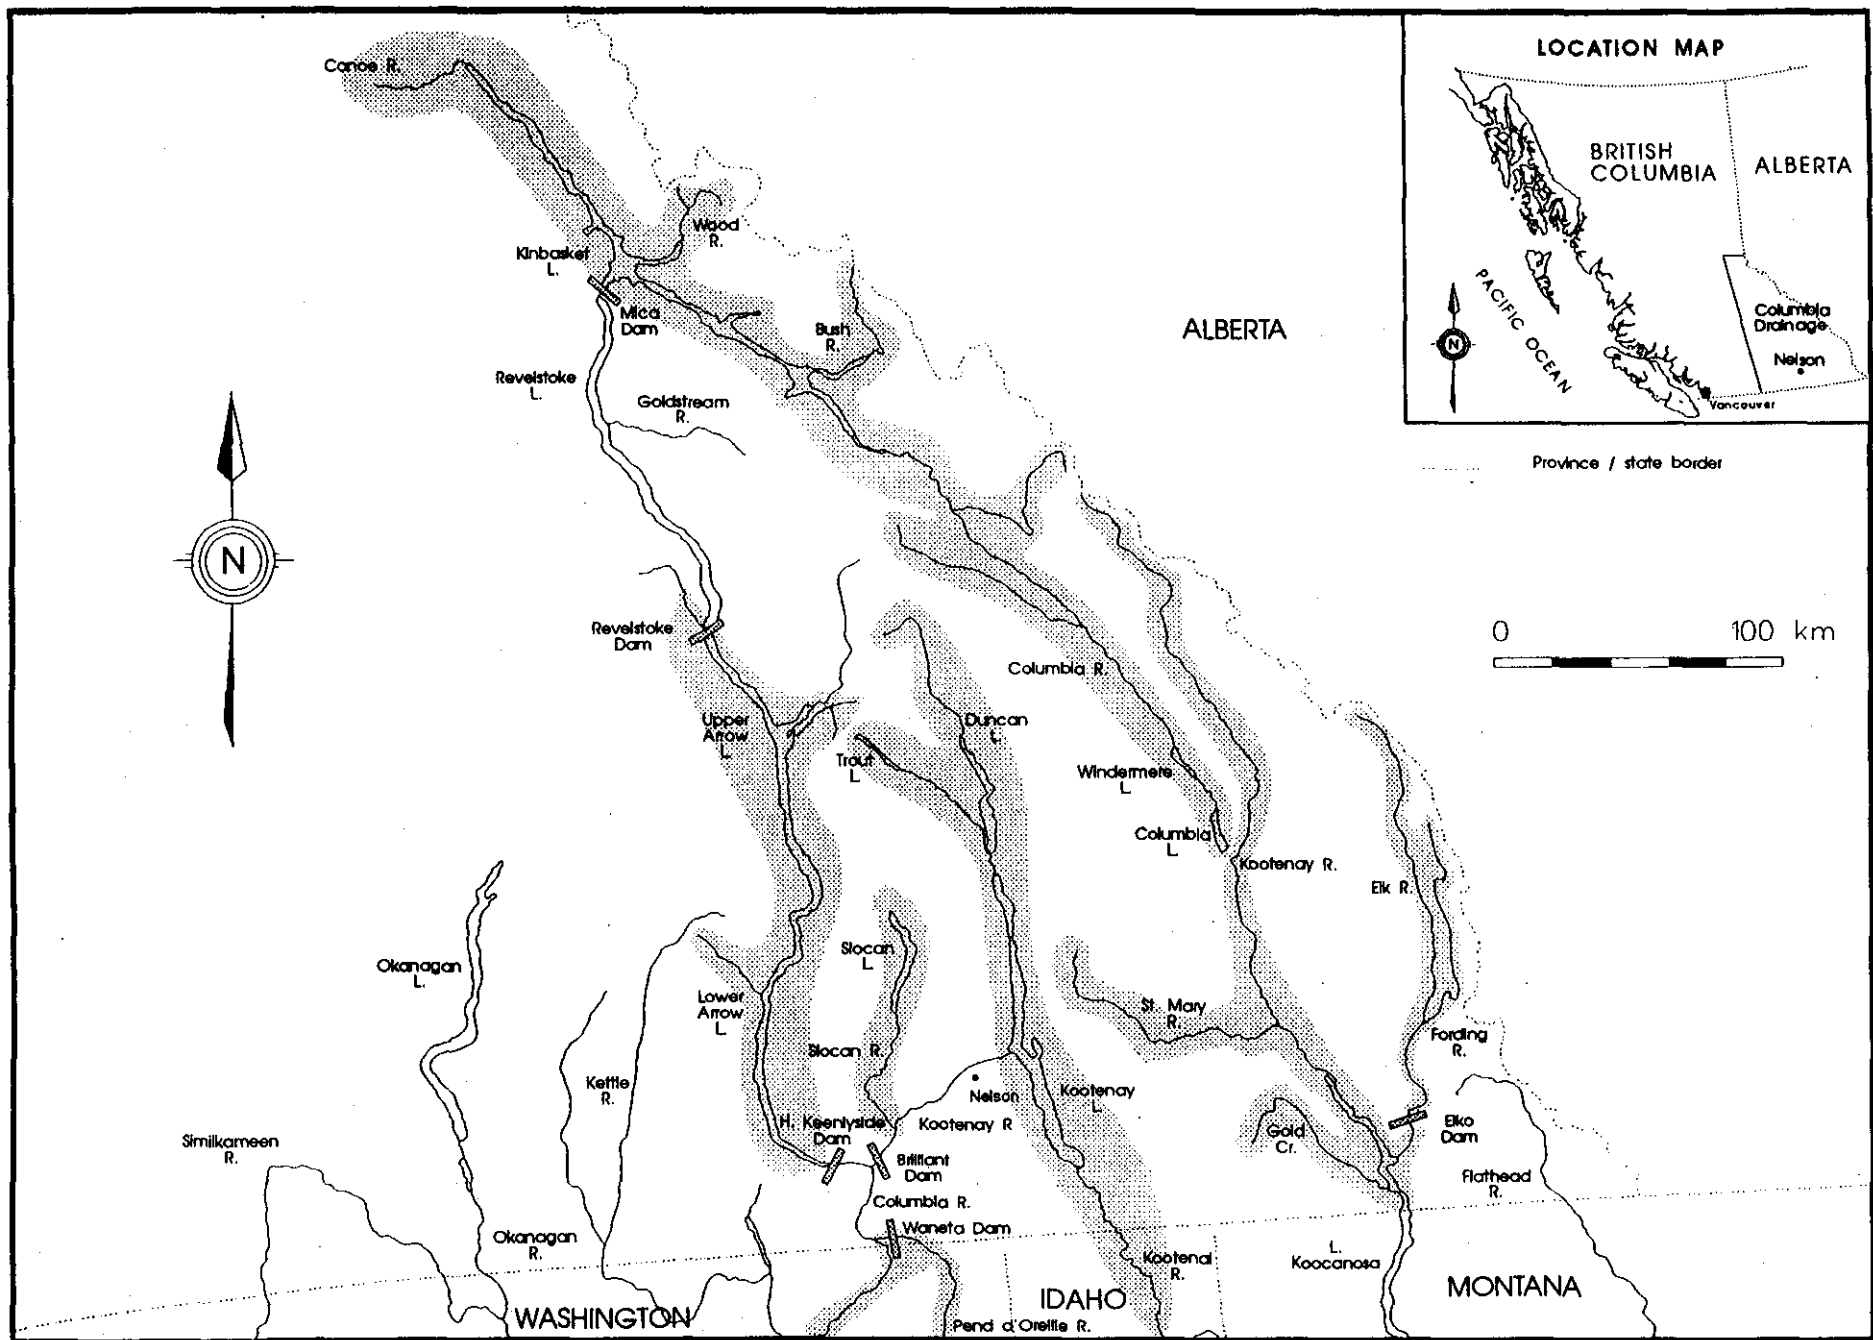 Canoe R.
Wood
R.
Kinbasket
L.
Mica
Dam
Bush
R.
Revelstoke
L.
Goldstream
R.
ALBERTA
N
Revelstoke
Dam
Columbia R.
Upper
Arrow
L.
Duncan
L.
Trout
L.
Windermere
L.
Columbia
L.
Kootenay R.
Elk R.
Okanagan
L.
Slocan
L.
Lower
Arrow
L.
St. Mary
R.
Slocan R.
Fording
R.
Kettle
R.
Nelson
Kootenay
L.
H. Keenlyside
Dam
Kootenay R
Gold
Cr.
Elko
Dam
Similkameen
R.
Brilliant
Dam
Flathead
R.
Columbia R.
Waneta Dam
Okanagan
R.
Kootenai
R.
L.
Koocanosa
WASHINGTON
IDAHO
MONTANA
Pend d'Oreille R.
LOCATION MAP
BRITISH
COLUMBIA
ALBERTA
PACIFIC OCEAN
Columbia
Drainage
Nelson
N
Vancouver
Province / state border
0 100 km